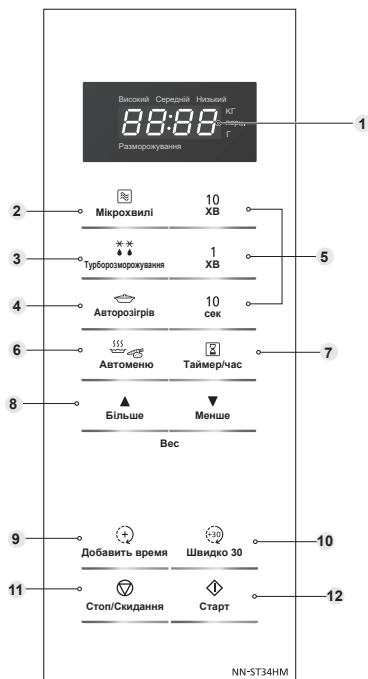 Високий Середній Низький
88:88
КГ
порц.
Г
Разморожування
1
2
Мікрохвилі
10
ХВ
3
Турборозморожування
1
ХВ
5
4
Авторозігрів
10
сек
6
Автоменю
Таймер/час
7
8
Більше
Менше
Вес
9
Добавить время
+30
Швидко 30
10
11
Стоп/Скидання
Старт
12
NN-ST34HM